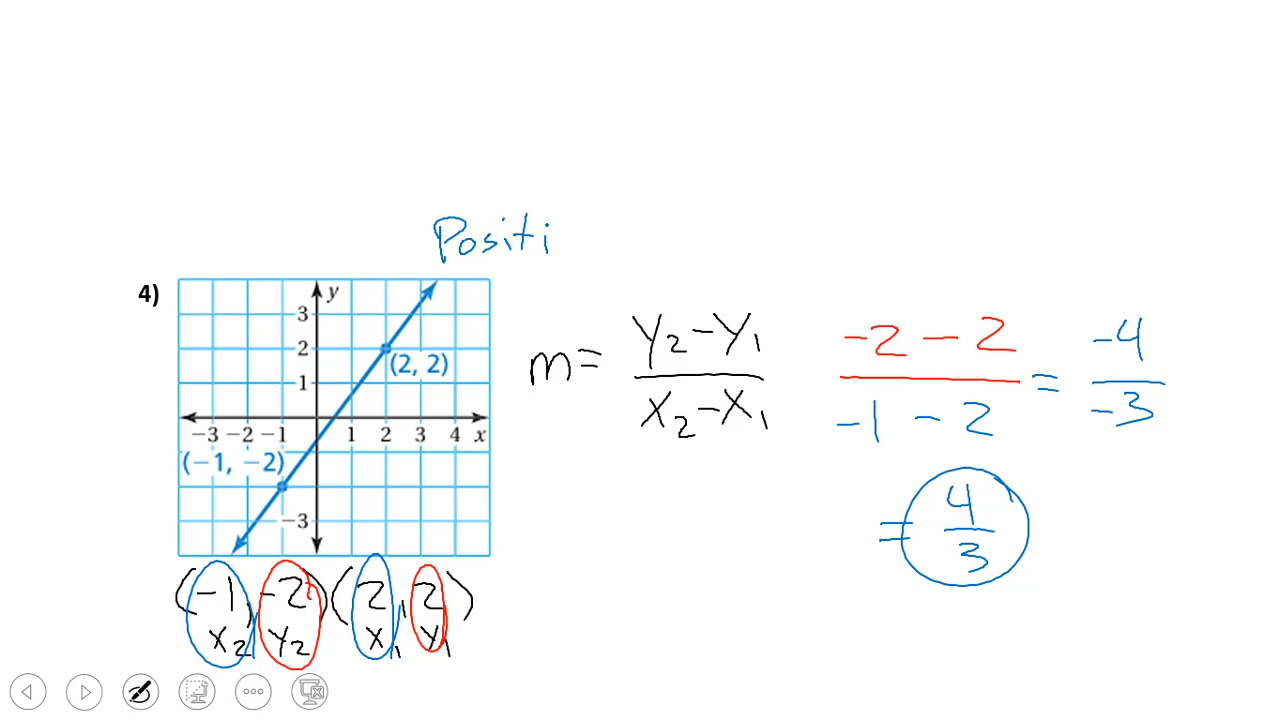 Positi
4)
y
3
2
(2, 2)
1
−3 −2 −1 1 2 3 4 x
(−1, −2)
−3
m = y₂ − y₁ / x₂ − x₁
-2 - 2 / -1 - 2 = -4 / -3
= 4 / 3
(-1, -2) (2, 2)
x₂ y₂ x₁ y₁